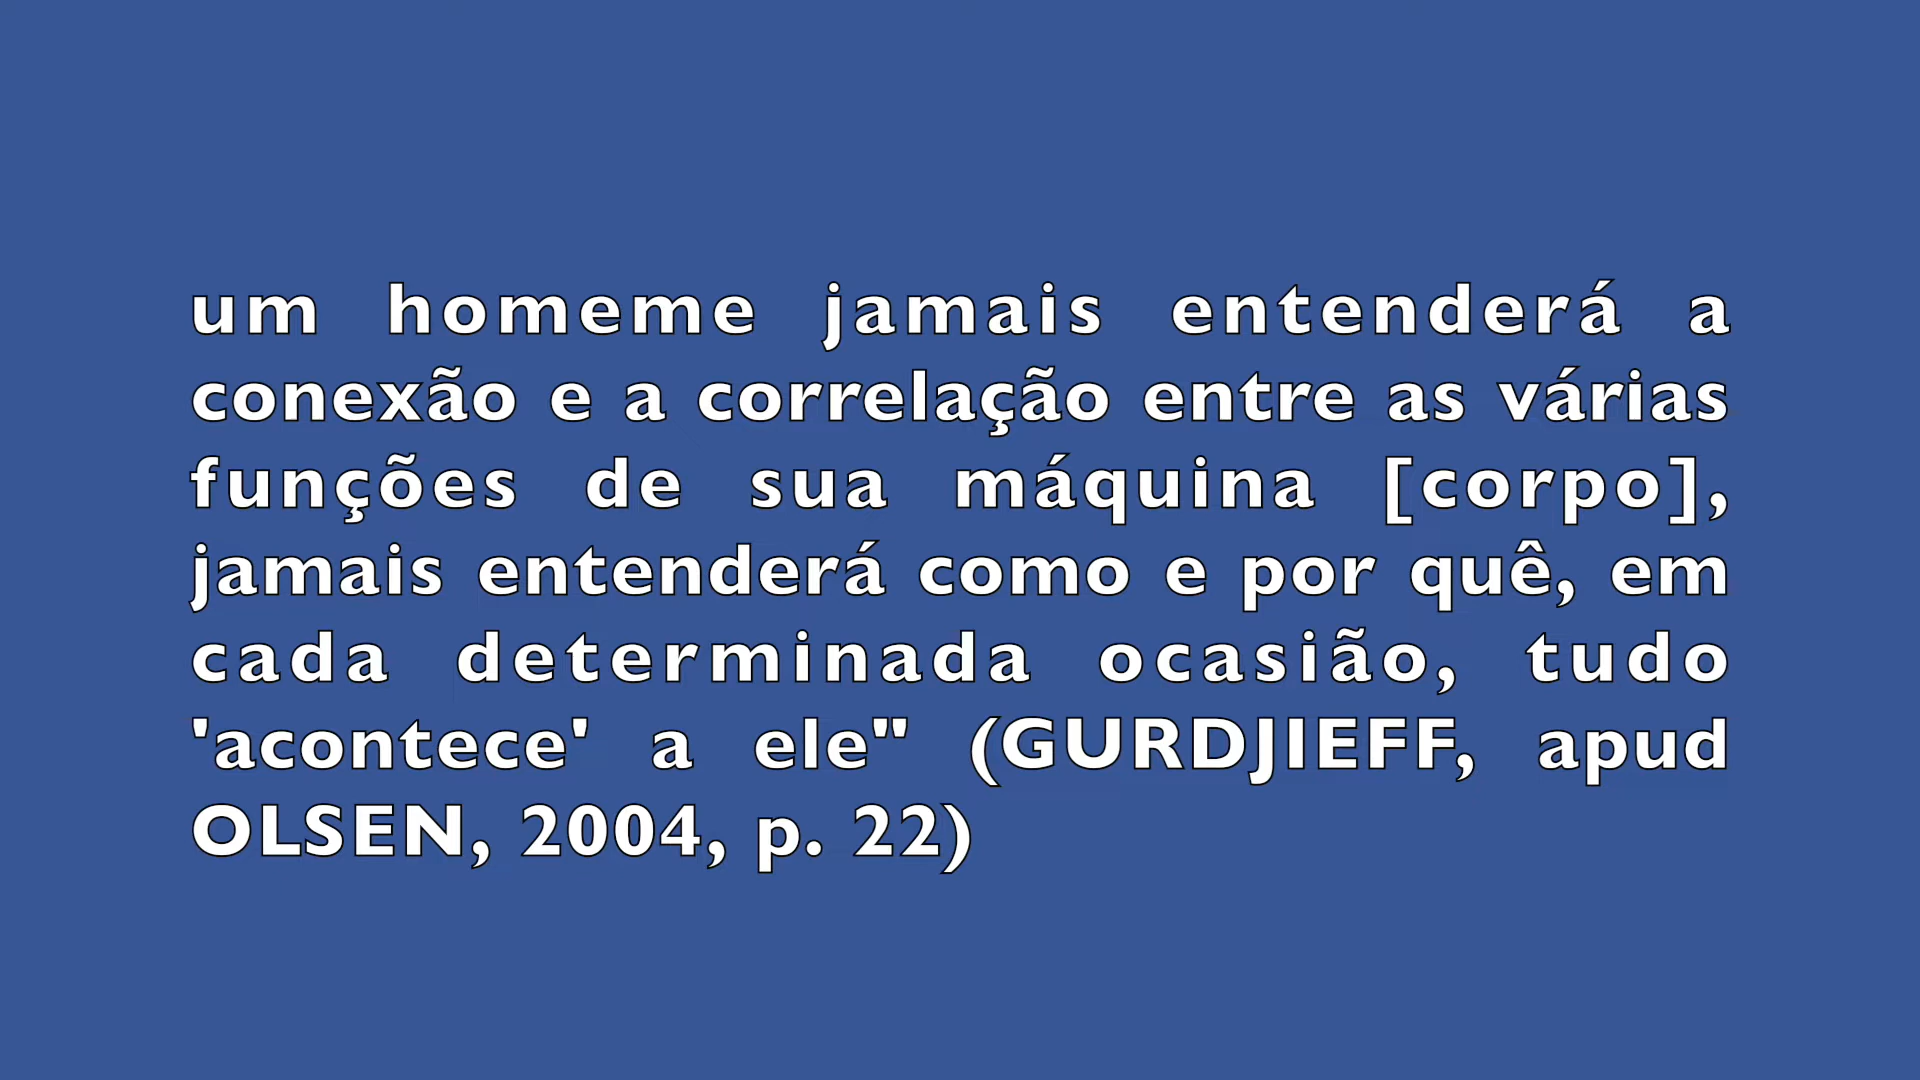 um homeme jamais entenderá a
conexão e a correlação entre as várias
funções de sua máquina [corpo],
jamais entenderá como e por quê, em
cada determinada ocasião, tudo
'acontece' a ele" (GURDJIEFF, apud
OLSEN, 2004, p. 22)